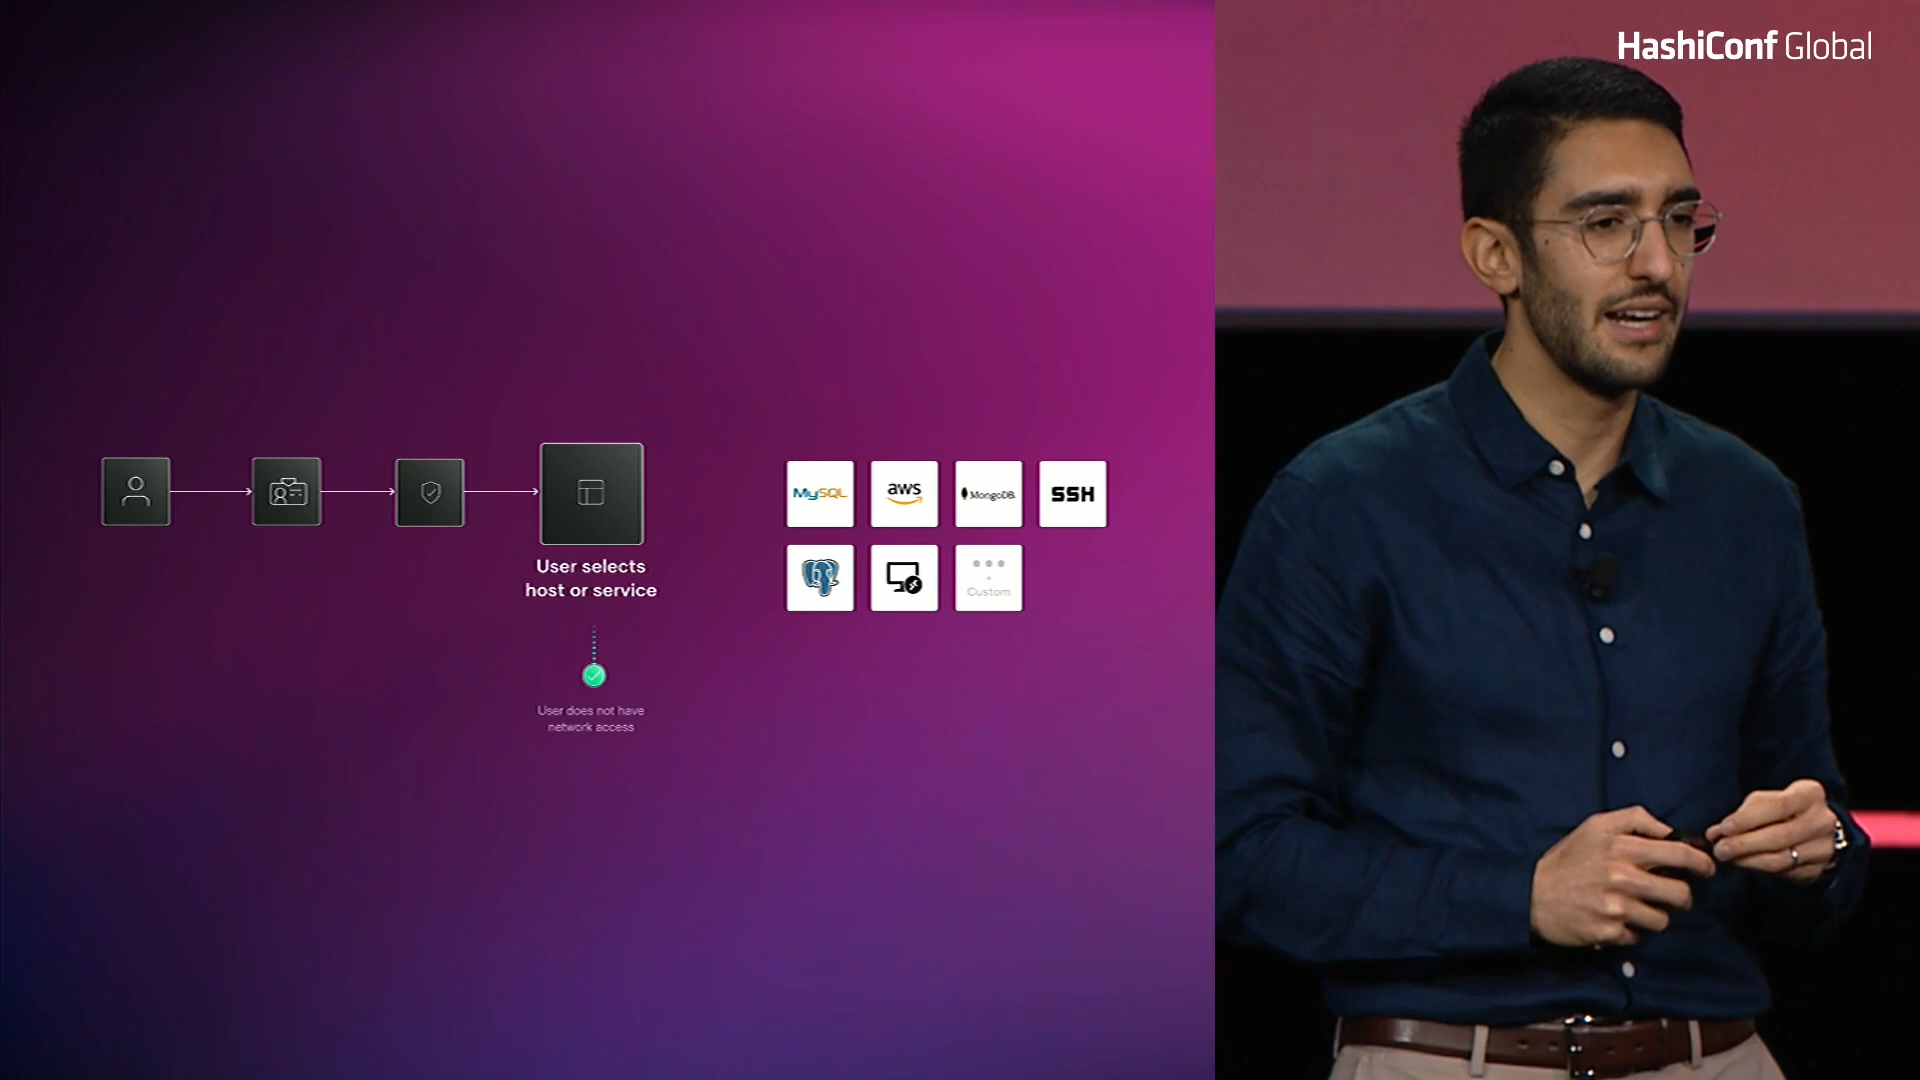 HashiConf Global
MySQL
aws
MongoDB.
SSH
Custom
User selects
host or service
User does not have
network access